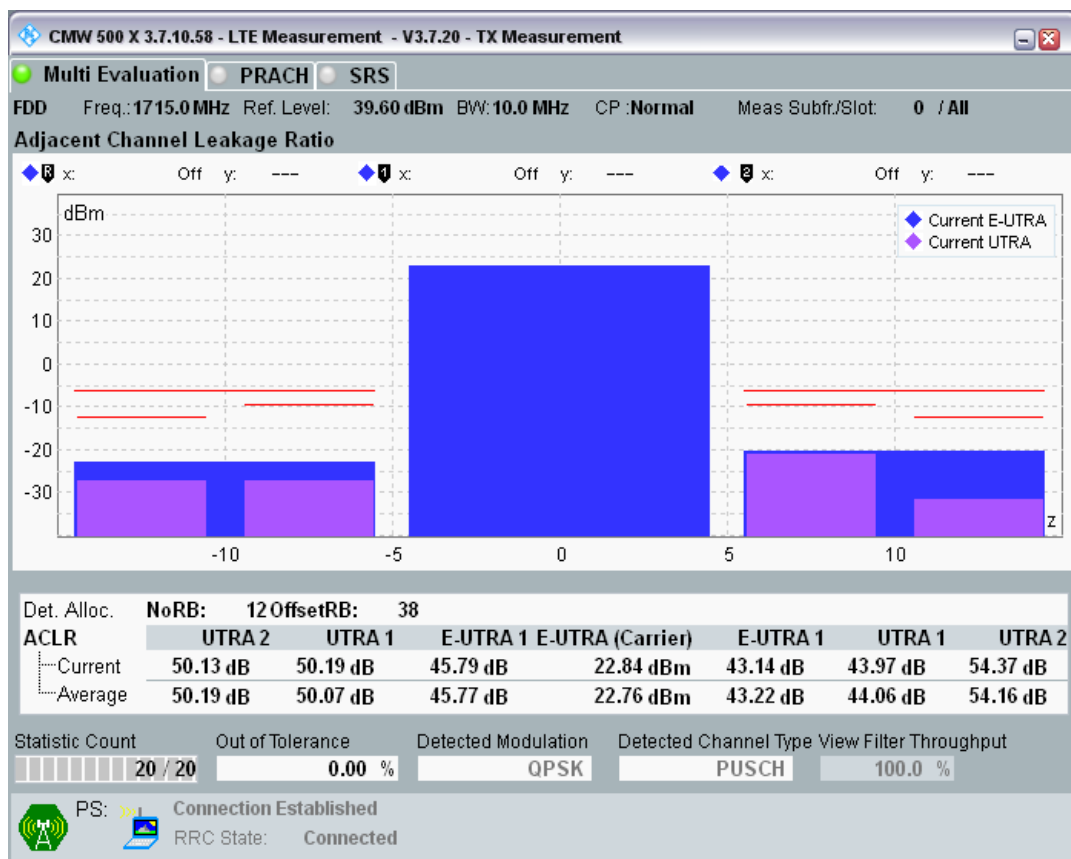 CMW 500 X 3.7.10.58 - LTE Measurement - V3.7.20 - TX Measurement
Multi Evaluation PRACH SRS
FDD Freq.: 1715.0 MHz Ref. Level: 39.60 dBm BW: 10.0 MHz CP :Normal Meas Subfr./Slot: 0 / All
Adjacent Channel Leakage Ratio
R x: Off y: --- 1 x: Off y: --- 2 x: Off y: ---
dBm
Current E-UTRA
Current UTRA
30
20
10
0
-10
-20
-30
z
-10 -5 0 5 10
Det. Alloc. NoRB: 12 OffsetRB: 38
ACLR UTRA 2 UTRA 1 E-UTRA 1 E-UTRA (Carrier) E-UTRA 1 UTRA 1 UTRA 2
Current 50.13 dB 50.19 dB 45.79 dB 22.84 dBm 43.14 dB 43.97 dB 54.37 dB
Average 50.19 dB 50.07 dB 45.77 dB 22.76 dBm 43.22 dB 44.06 dB 54.16 dB
Statistic Count Out of Tolerance Detected Modulation Detected Channel Type View Filter Throughput
20 / 20 0.00 % QPSK PUSCH 100.0 %
PS: Connection Established
RRC State: Connected